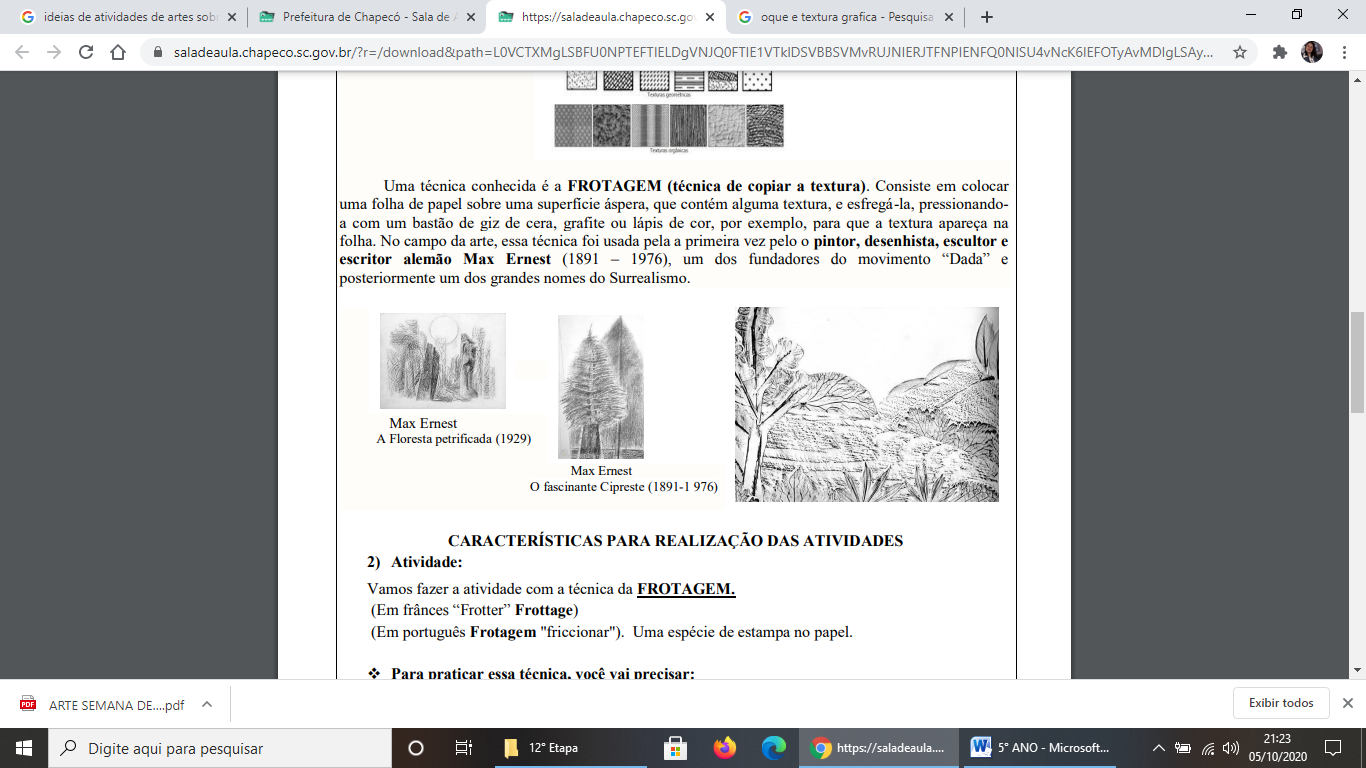 ideias de atividades de artes sob
Prefeitura de Chapecó - Sala de A
https://saladeaula.chapeco.sc.go
oque e textura grafica - Pesquisa
saladeaula.chapeco.sc.gov.br/?r=/download&path=L0VCTXMgLSBFU0NPTEFTIELDgVNJQ0FTIE1VTklDSVBBSVMvRUJNIERJTFNPIENFQ0NISU4vNcK6IEFOTyAvMDIgLSAy...
Texturas geométricas
Texturas orgânicas
Uma técnica conhecida é a FROTAGEM (técnica de copiar a textura). Consiste em colocar
uma folha de papel sobre uma superfície áspera, que contém alguma textura, e esfregá-la, pressionando-
a com um bastão de giz de cera, grafite ou lápis de cor, por exemplo, para que a textura apareça na
folha. No campo da arte, essa técnica foi usada pela a primeira vez pelo o pintor, desenhista, escultor e
escritor alemão Max Ernest (1891 – 1976), um dos fundadores do movimento “Dada” e
posteriormente um dos grandes nomes do Surrealismo.
Max Ernest
A Floresta petrificada (1929)
Max Ernest
O fascinante Cipreste (1891-1 976)
CARACTERÍSTICAS PARA REALIZAÇÃO DAS ATIVIDADES
2) Atividade:
Vamos fazer a atividade com a técnica da FROTAGEM.
(Em frânces “Frotter” Frottage)
(Em português Frotagem "friccionar"). Uma espécie de estampa no papel.
❖ Para praticar essa técnica, você vai precisar:
ARTE SEMANA DE....pdf
Exibir todos
Digite aqui para pesquisar
12° Etapa
https://saladeaula....
5° ANO - Microsoft...
21:23
05/10/2020